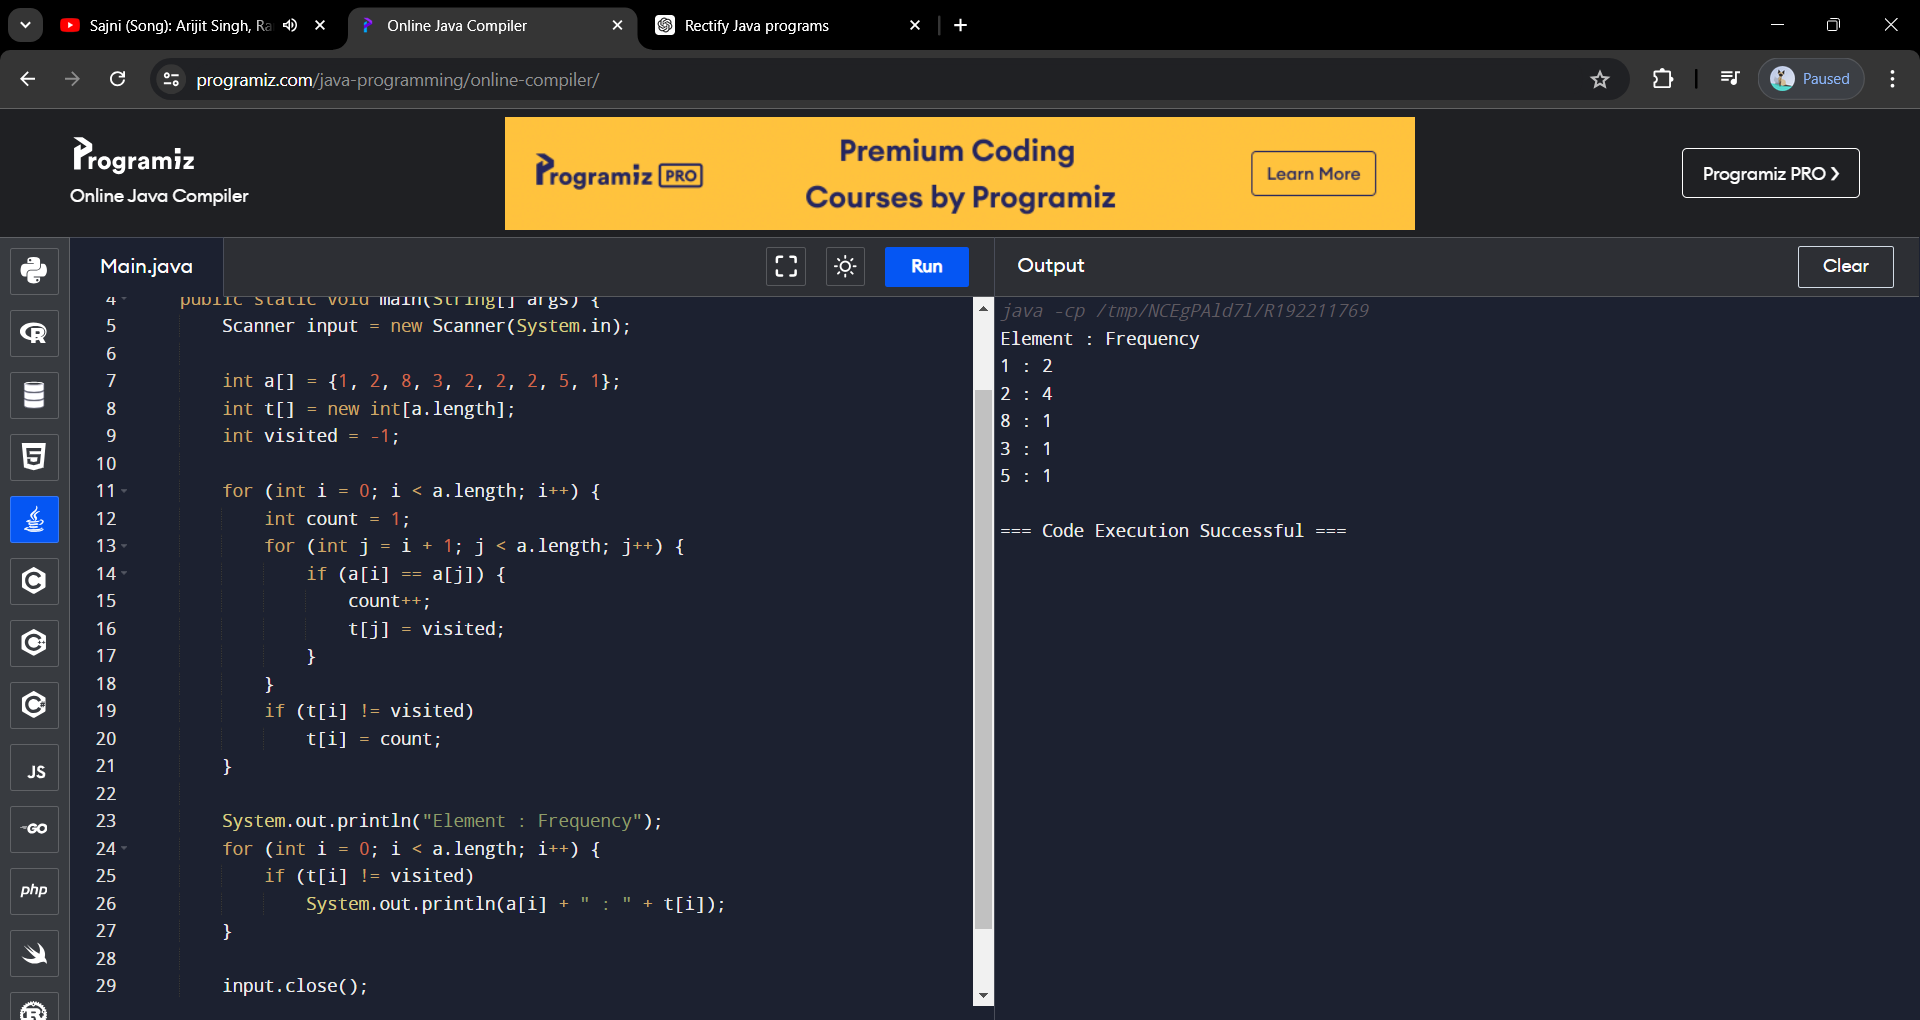 Sajni (Song): Arijit Singh, Ra
Online Java Compiler
Rectify Java programs
programiz.com/java-programming/online-compiler/
Paused
Programiz
Online Java Compiler
Programiz PRO
Premium Coding
Courses by Programiz
Learn More
Programiz PRO ❯
Main.java
Run
Output
Clear
4 public static void main(String[] args) {
5 Scanner input = new Scanner(System.in);
6
7 int a[] = {1, 2, 8, 3, 2, 2, 2, 5, 1};
8 int t[] = new int[a.length];
9 int visited = -1;
10
11 for (int i = 0; i < a.length; i++) {
12 int count = 1;
13 for (int j = i + 1; j < a.length; j++) {
14 if (a[i] == a[j]) {
15 count++;
16 t[j] = visited;
17 }
18 }
19 if (t[i] != visited)
20 t[i] = count;
21 }
22
23 System.out.println("Element : Frequency");
24 for (int i = 0; i < a.length; i++) {
25 if (t[i] != visited)
26 System.out.println(a[i] + " : " + t[i]);
27 }
28
29 input.close();
java -cp /tmp/NCEgPAld7l/R192211769
Element : Frequency
1 : 2
2 : 4
8 : 1
3 : 1
5 : 1
=== Code Execution Successful ===
JS
GO
php